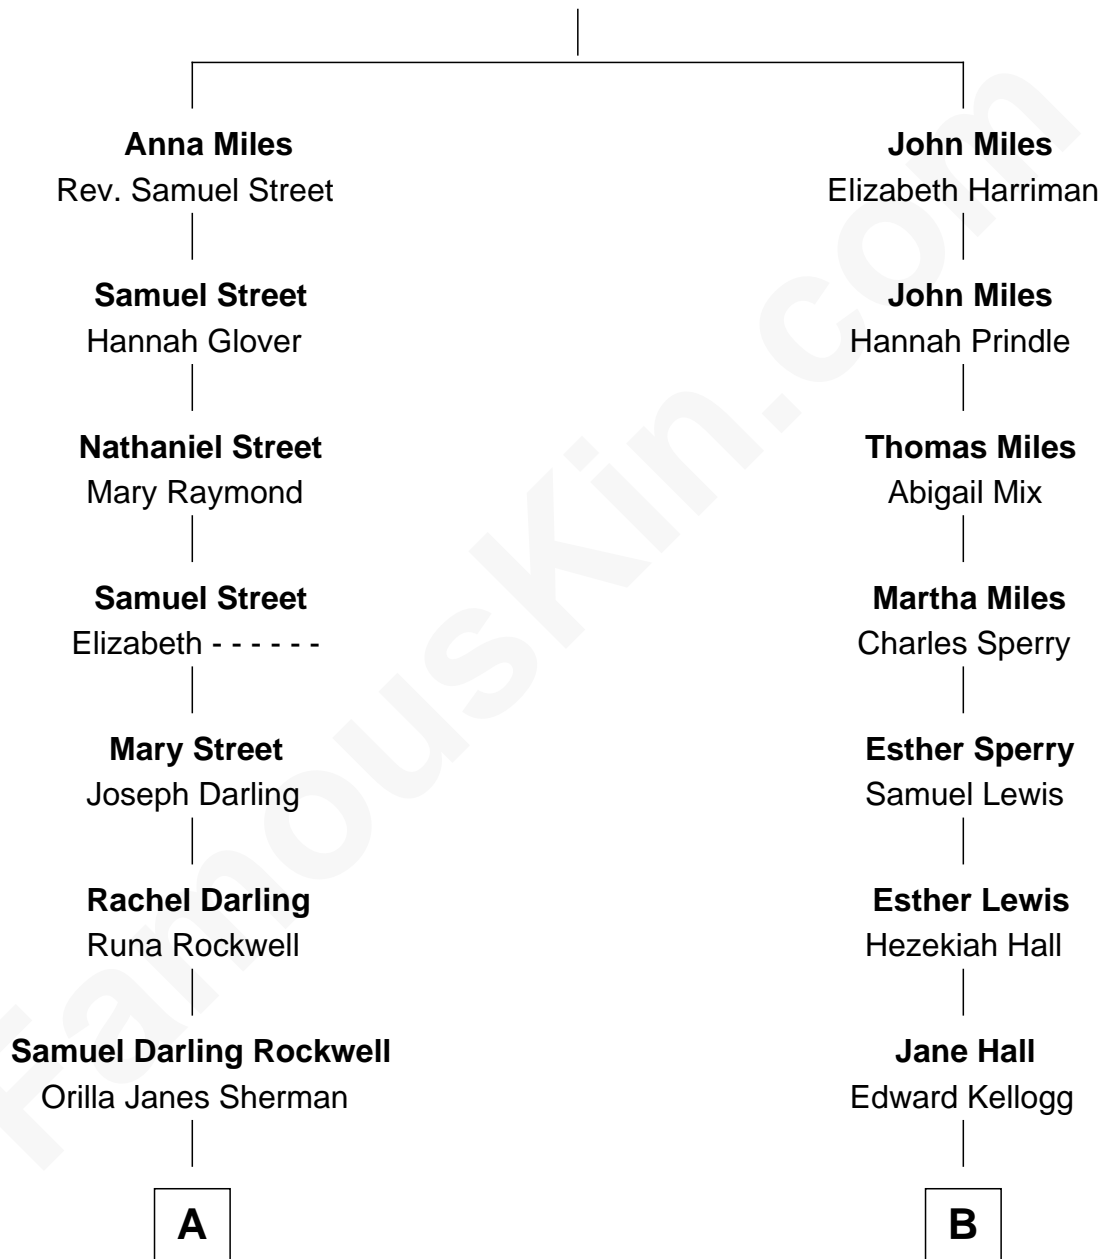 Anna Miles
Rev. Samuel Street
Samuel Street
Hannah Glover
Nathaniel Street
Mary Raymond
Samuel Street
Elizabeth - - - - - -
Mary Street
Joseph Darling
Rachel Darling
Runa Rockwell
Samuel Darling Rockwell
Orilla Janes Sherman
A
John Miles
Elizabeth Harriman
John Miles
Hannah Prindle
Thomas Miles
Abigail Mix
Martha Miles
Charles Sperry
Esther Sperry
Samuel Lewis
Esther Lewis
Hezekiah Hall
Jane Hall
Edward Kellogg
B
FamousKin.com